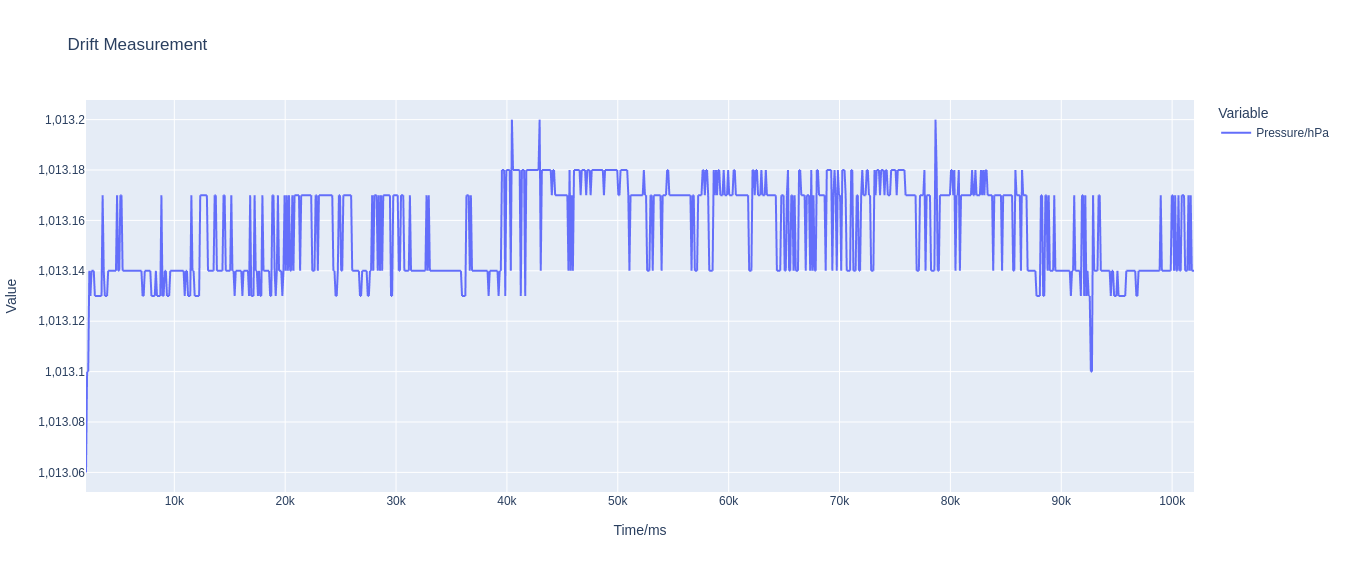 Drift Measurement
Variable
Pressure/hPa
Value
1,013.2
1,013.18
1,013.16
1,013.14
1,013.12
1,013.1
1,013.08
1,013.06
10k 20k 30k 40k 50k 60k 70k 80k 90k 100k
Time/ms